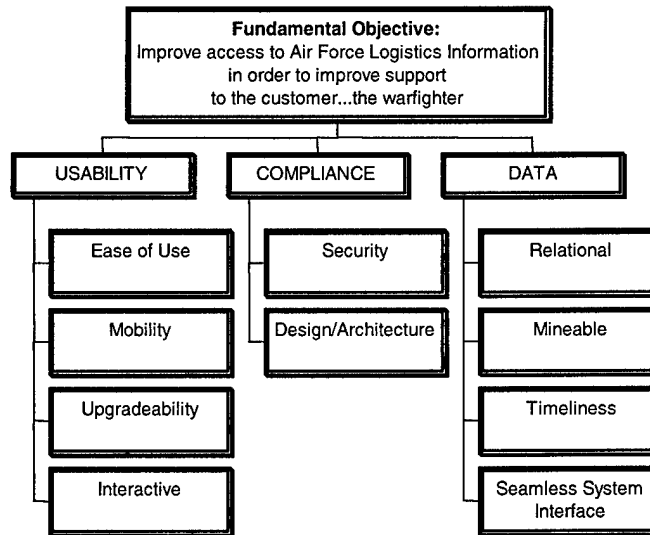 Fundamental Objective:
Improve access to Air Force Logistics Information
in order to improve support
to the customer...the warfighter
USABILITY
COMPLIANCE
DATA
Ease of Use
Security
Relational
Mobility
Design/Architecture
Mineable
Upgradeability
Timeliness
Interactive
Seamless System
Interface